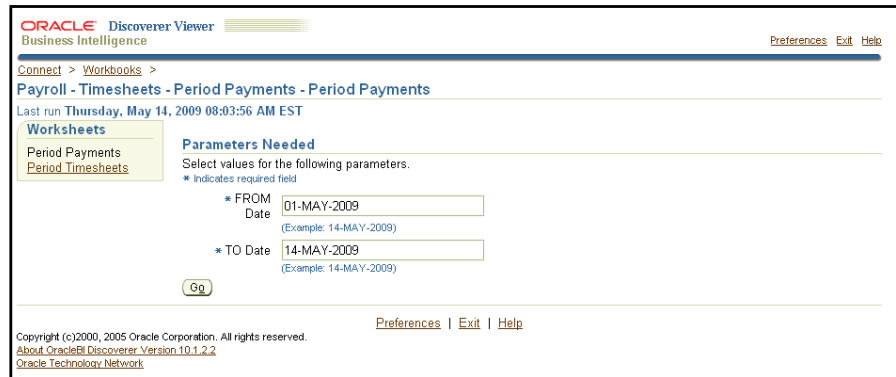 ORACLE Discoverer Viewer
Business Intelligence
Preferences Exit Help
Connect > Workbooks >
Payroll - Timesheets - Period Payments - Period Payments
Last run Thursday, May 14, 2009 08:03:56 AM EST
Worksheets
Period Payments
Period Timesheets
Parameters Needed
Select values for the following parameters.
* Indicates required field
* FROM Date 01-MAY-2009
(Example: 14-MAY-2009)
* TO Date 14-MAY-2009
(Example: 14-MAY-2009)
Go
Preferences | Exit | Help
Copyright (c)2000, 2005 Oracle Corporation. All rights reserved.
About OracleBI Discoverer Version 10.1.2.2
Oracle Technology Network